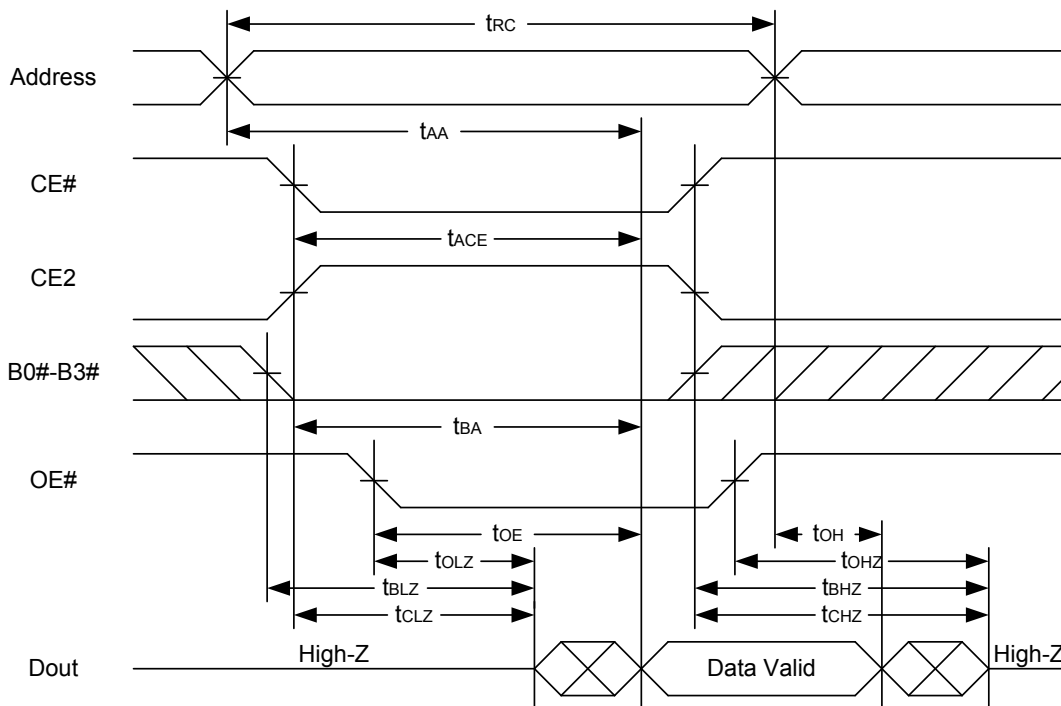 tRC
Address
tAA
CE#
tACE
CE2
B0#-B3#
tBA
OE#
tOE
tOH
tOLZ
tOHZ
tBLZ
tBHZ
tCLZ
tCHZ
High-Z
High-Z
Dout
Data Valid